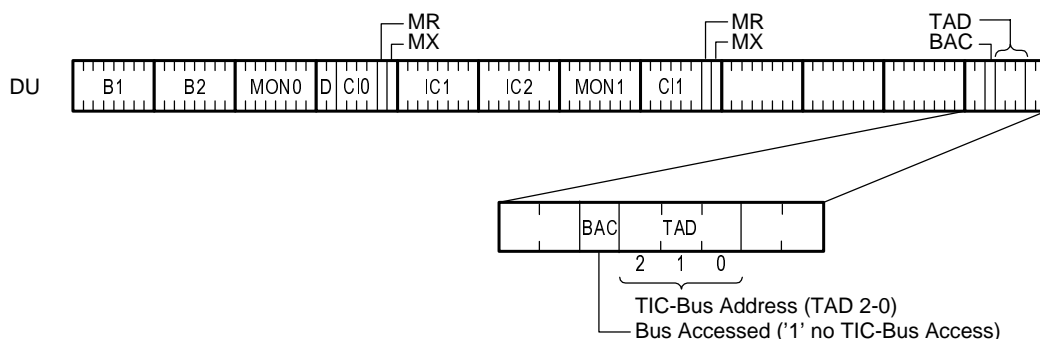 MR MR TAD
MX MX BAC
DU B1 B2 MON0 D CI0 IC1 IC2 MON1 CI1
BAC TAD
2 1 0
TIC-Bus Address (TAD 2-0)
Bus Accessed ('1' no TIC-Bus Access)